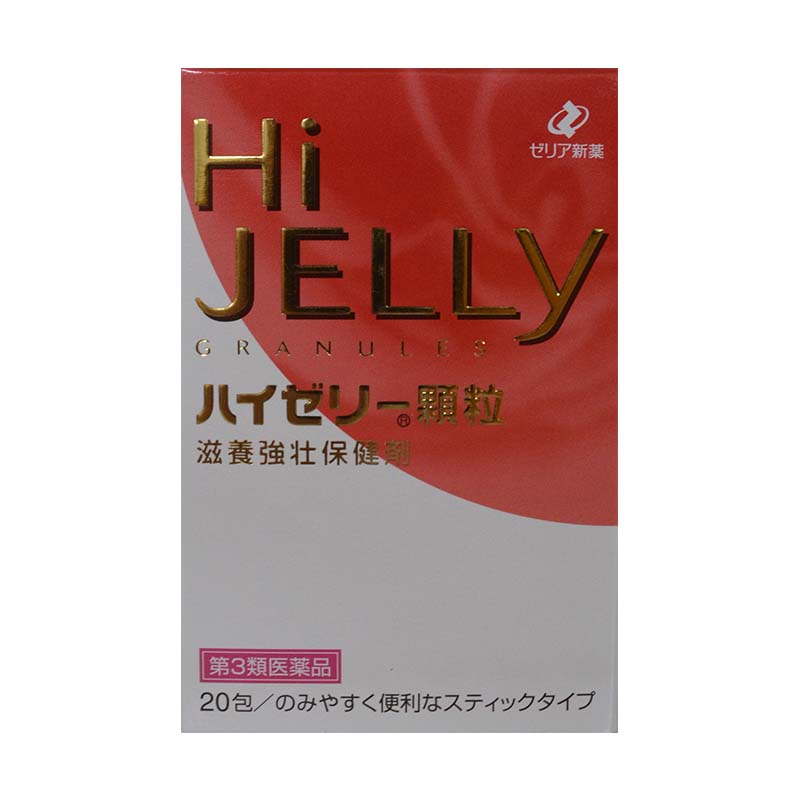 Hi
ゼリア新薬
JELLY
GRANULES
ハイゼリー®顆粒
滋養強壮保健剤
第3類医薬品
20包/のみやすく便利なスティックタイプ